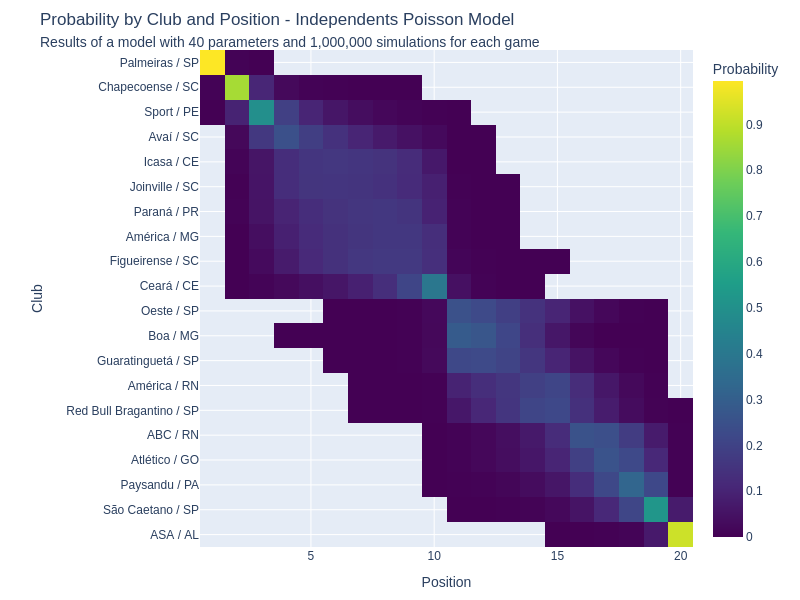 Probability by Club and Position - Independents Poisson Model
Results of a model with 40 parameters and 1,000,000 simulations for each game
Probability
Palmeiras / SP
Chapecoense / SC
Sport / PE
Avaí / SC
Icasa / CE
Joinville / SC
Paraná / PR
América / MG
Figueirense / SC
Ceará / CE
Oeste / SP
Boa / MG
Guaratinguetá / SP
América / RN
Red Bull Bragantino / SP
ABC / RN
Atlético / GO
Paysandu / PA
São Caetano / SP
ASA / AL
Club
5
10
15
20
Position
0.9
0.8
0.7
0.6
0.5
0.4
0.3
0.2
0.1
0